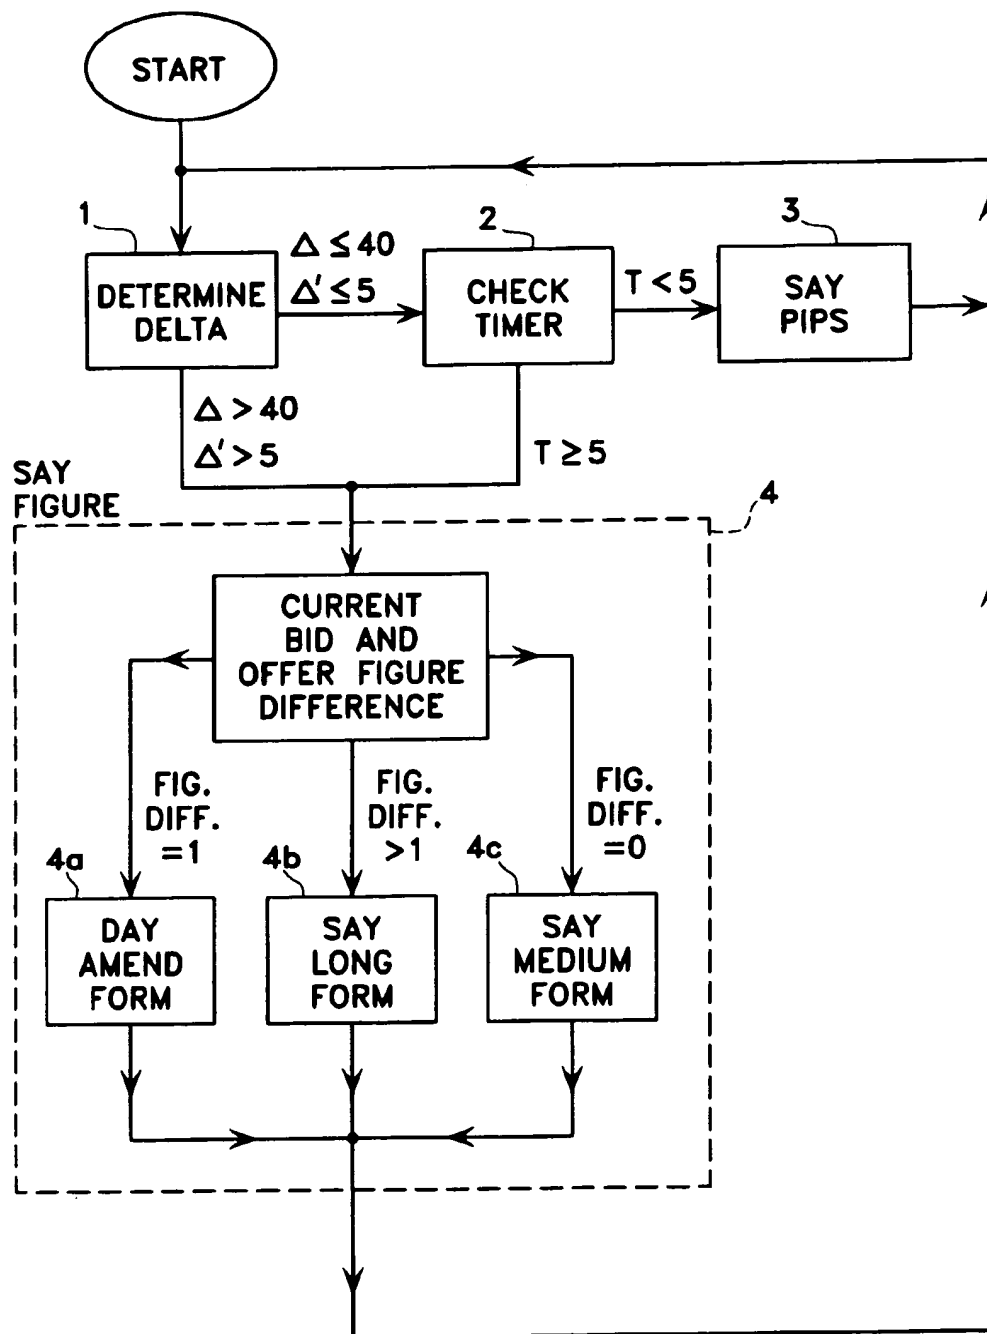 START
1
DETERMINE
DELTA
Δ ≤ 40
Δ' ≤ 5
2
CHECK
TIMER
T < 5
3
SAY
PIPS
Δ > 40
Δ' > 5
T ≥ 5
SAY
FIGURE
4
CURRENT
BID AND
OFFER FIGURE
DIFFERENCE
FIG.
DIFF.
=1
FIG.
DIFF.
>1
FIG.
DIFF.
=0
4a
DAY
AMEND
FORM
4b
SAY
LONG
FORM
4c
SAY
MEDIUM
FORM